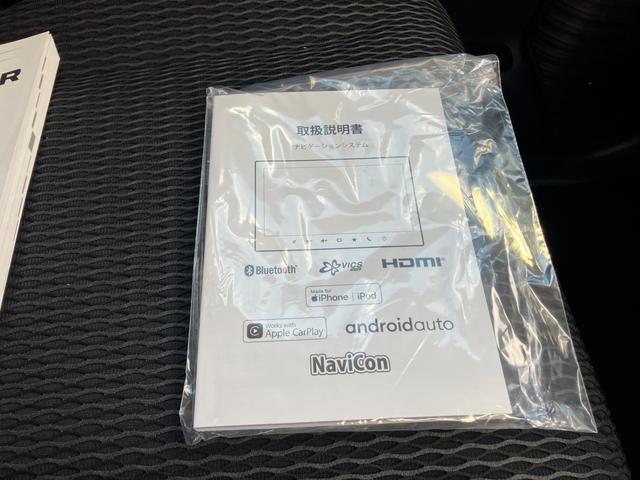 R
取扱説明書
ナビゲーションシステム
Bluetooth® VICS HDMI®
Made for
iPhone | iPod
Works with
Apple CarPlay
androidauto
NaviCon